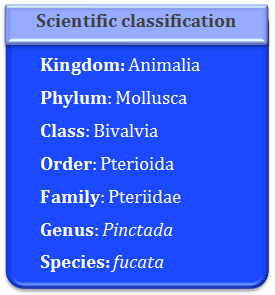 Scientific classification
Kingdom: Animalia
Phylum: Mollusca
Class: Bivalvia
Order: Pterioida
Family: Pteriidae
Genus: Pinctada
Species: fucata